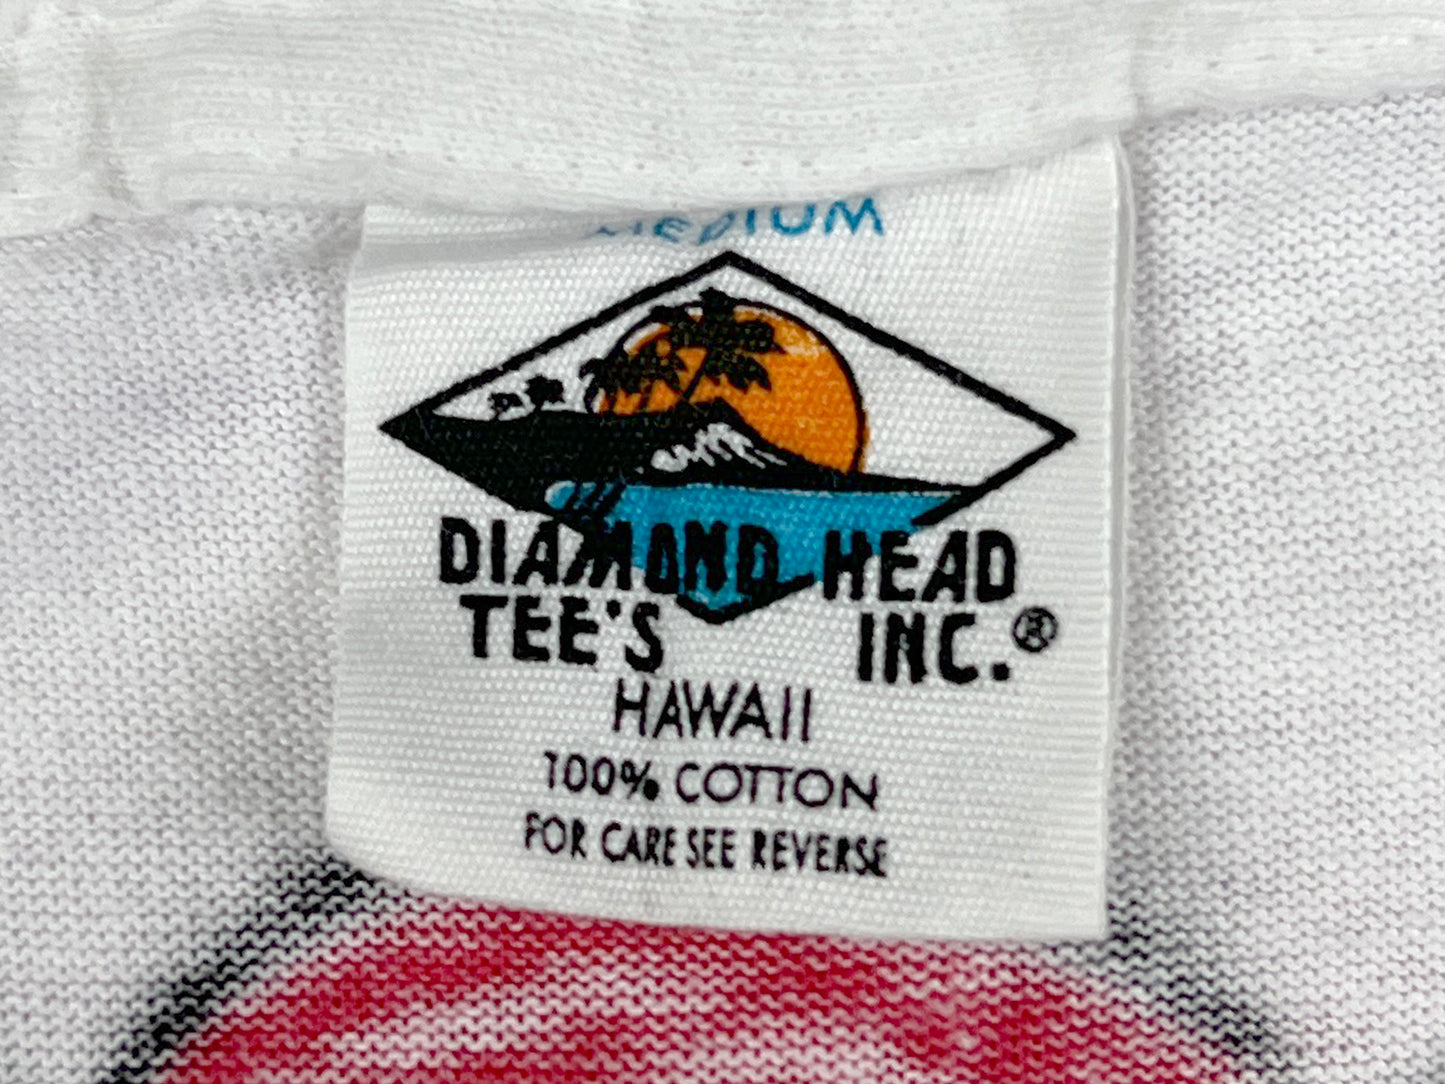 MEDIUM
DIAMOND HEAD
TEE'S INC.®
HAWAII
100% COTTON
FOR CARE SEE REVERSE